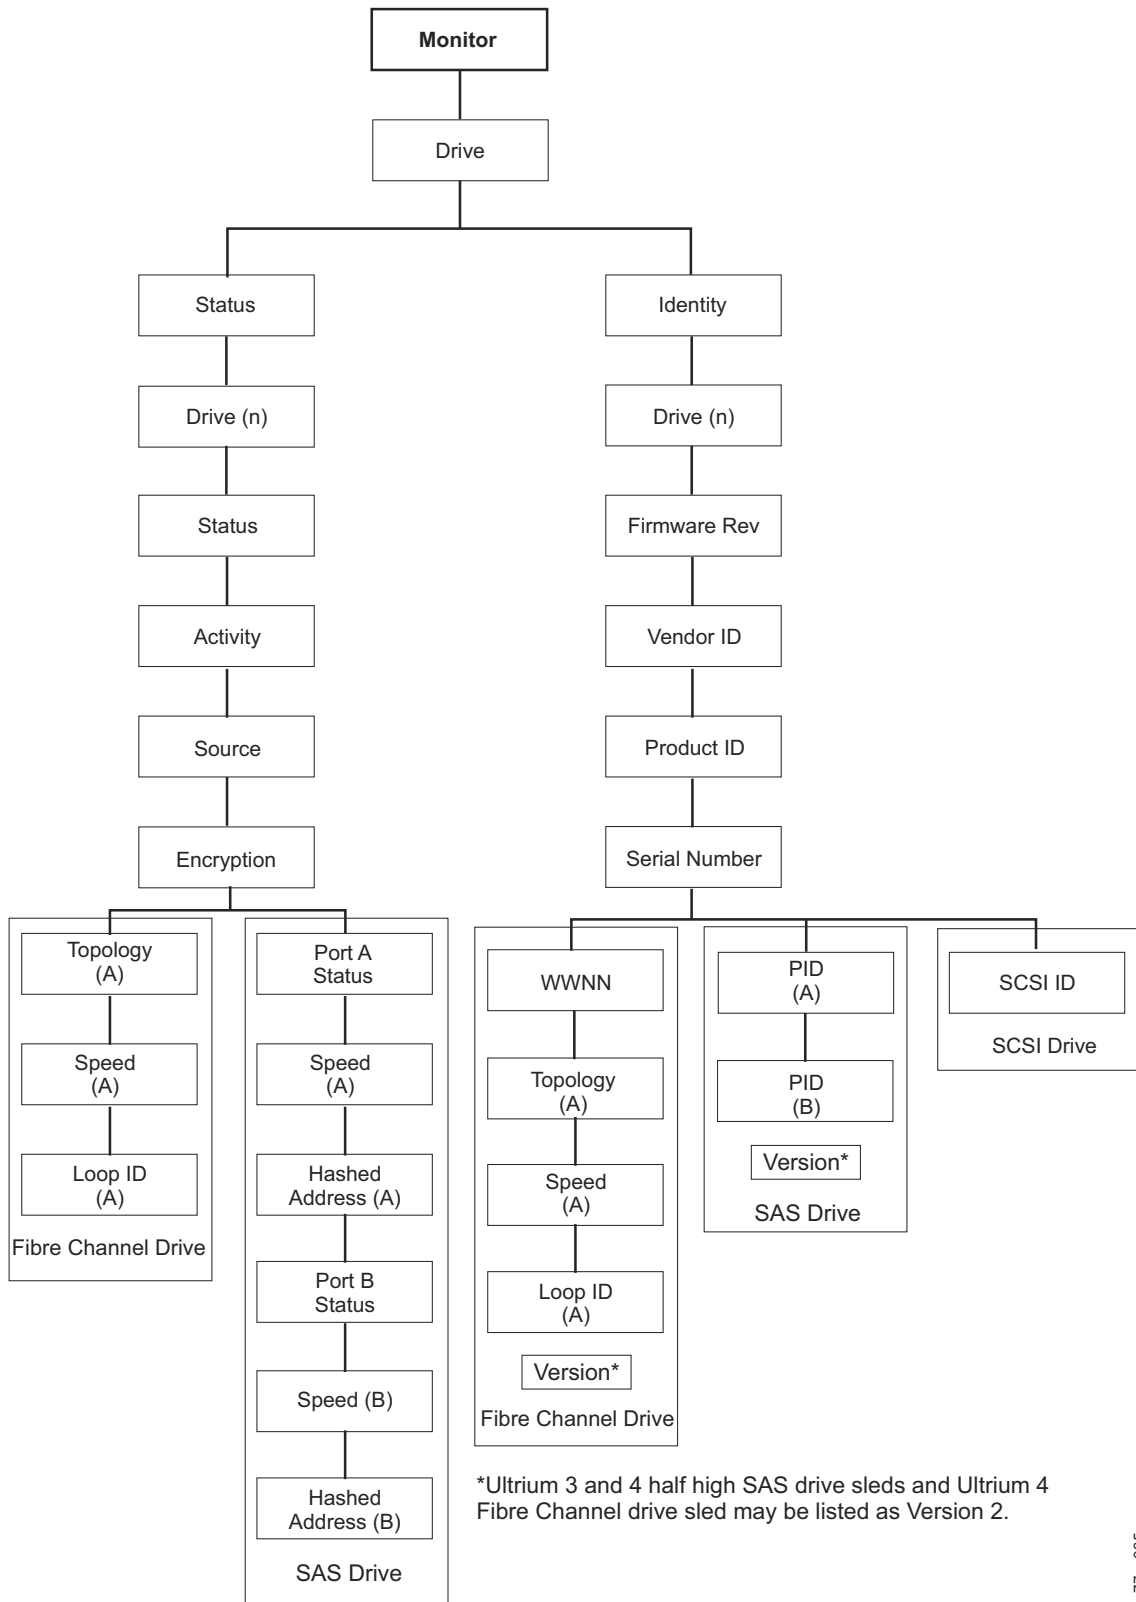 Monitor
Drive
Status
Drive (n)
Status
Activity
Source
Encryption
Topology
(A)
Speed
(A)
Loop ID
(A)
Fibre Channel Drive
Port A
Status
Speed
(A)
Hashed
Address (A)
Port B
Status
Speed (B)
Hashed
Address (B)
SAS Drive
Identity
Drive (n)
Firmware Rev
Vendor ID
Product ID
Serial Number
WWNN
Topology
(A)
Speed
(A)
Loop ID
(A)
Version*
Fibre Channel Drive
PID
(A)
PID
(B)
Version*
SAS Drive
SCSI ID
SCSI Drive
*Ultrium 3 and 4 half high SAS drive sleds and Ultrium 4
Fibre Channel drive sled may be listed as Version 2.